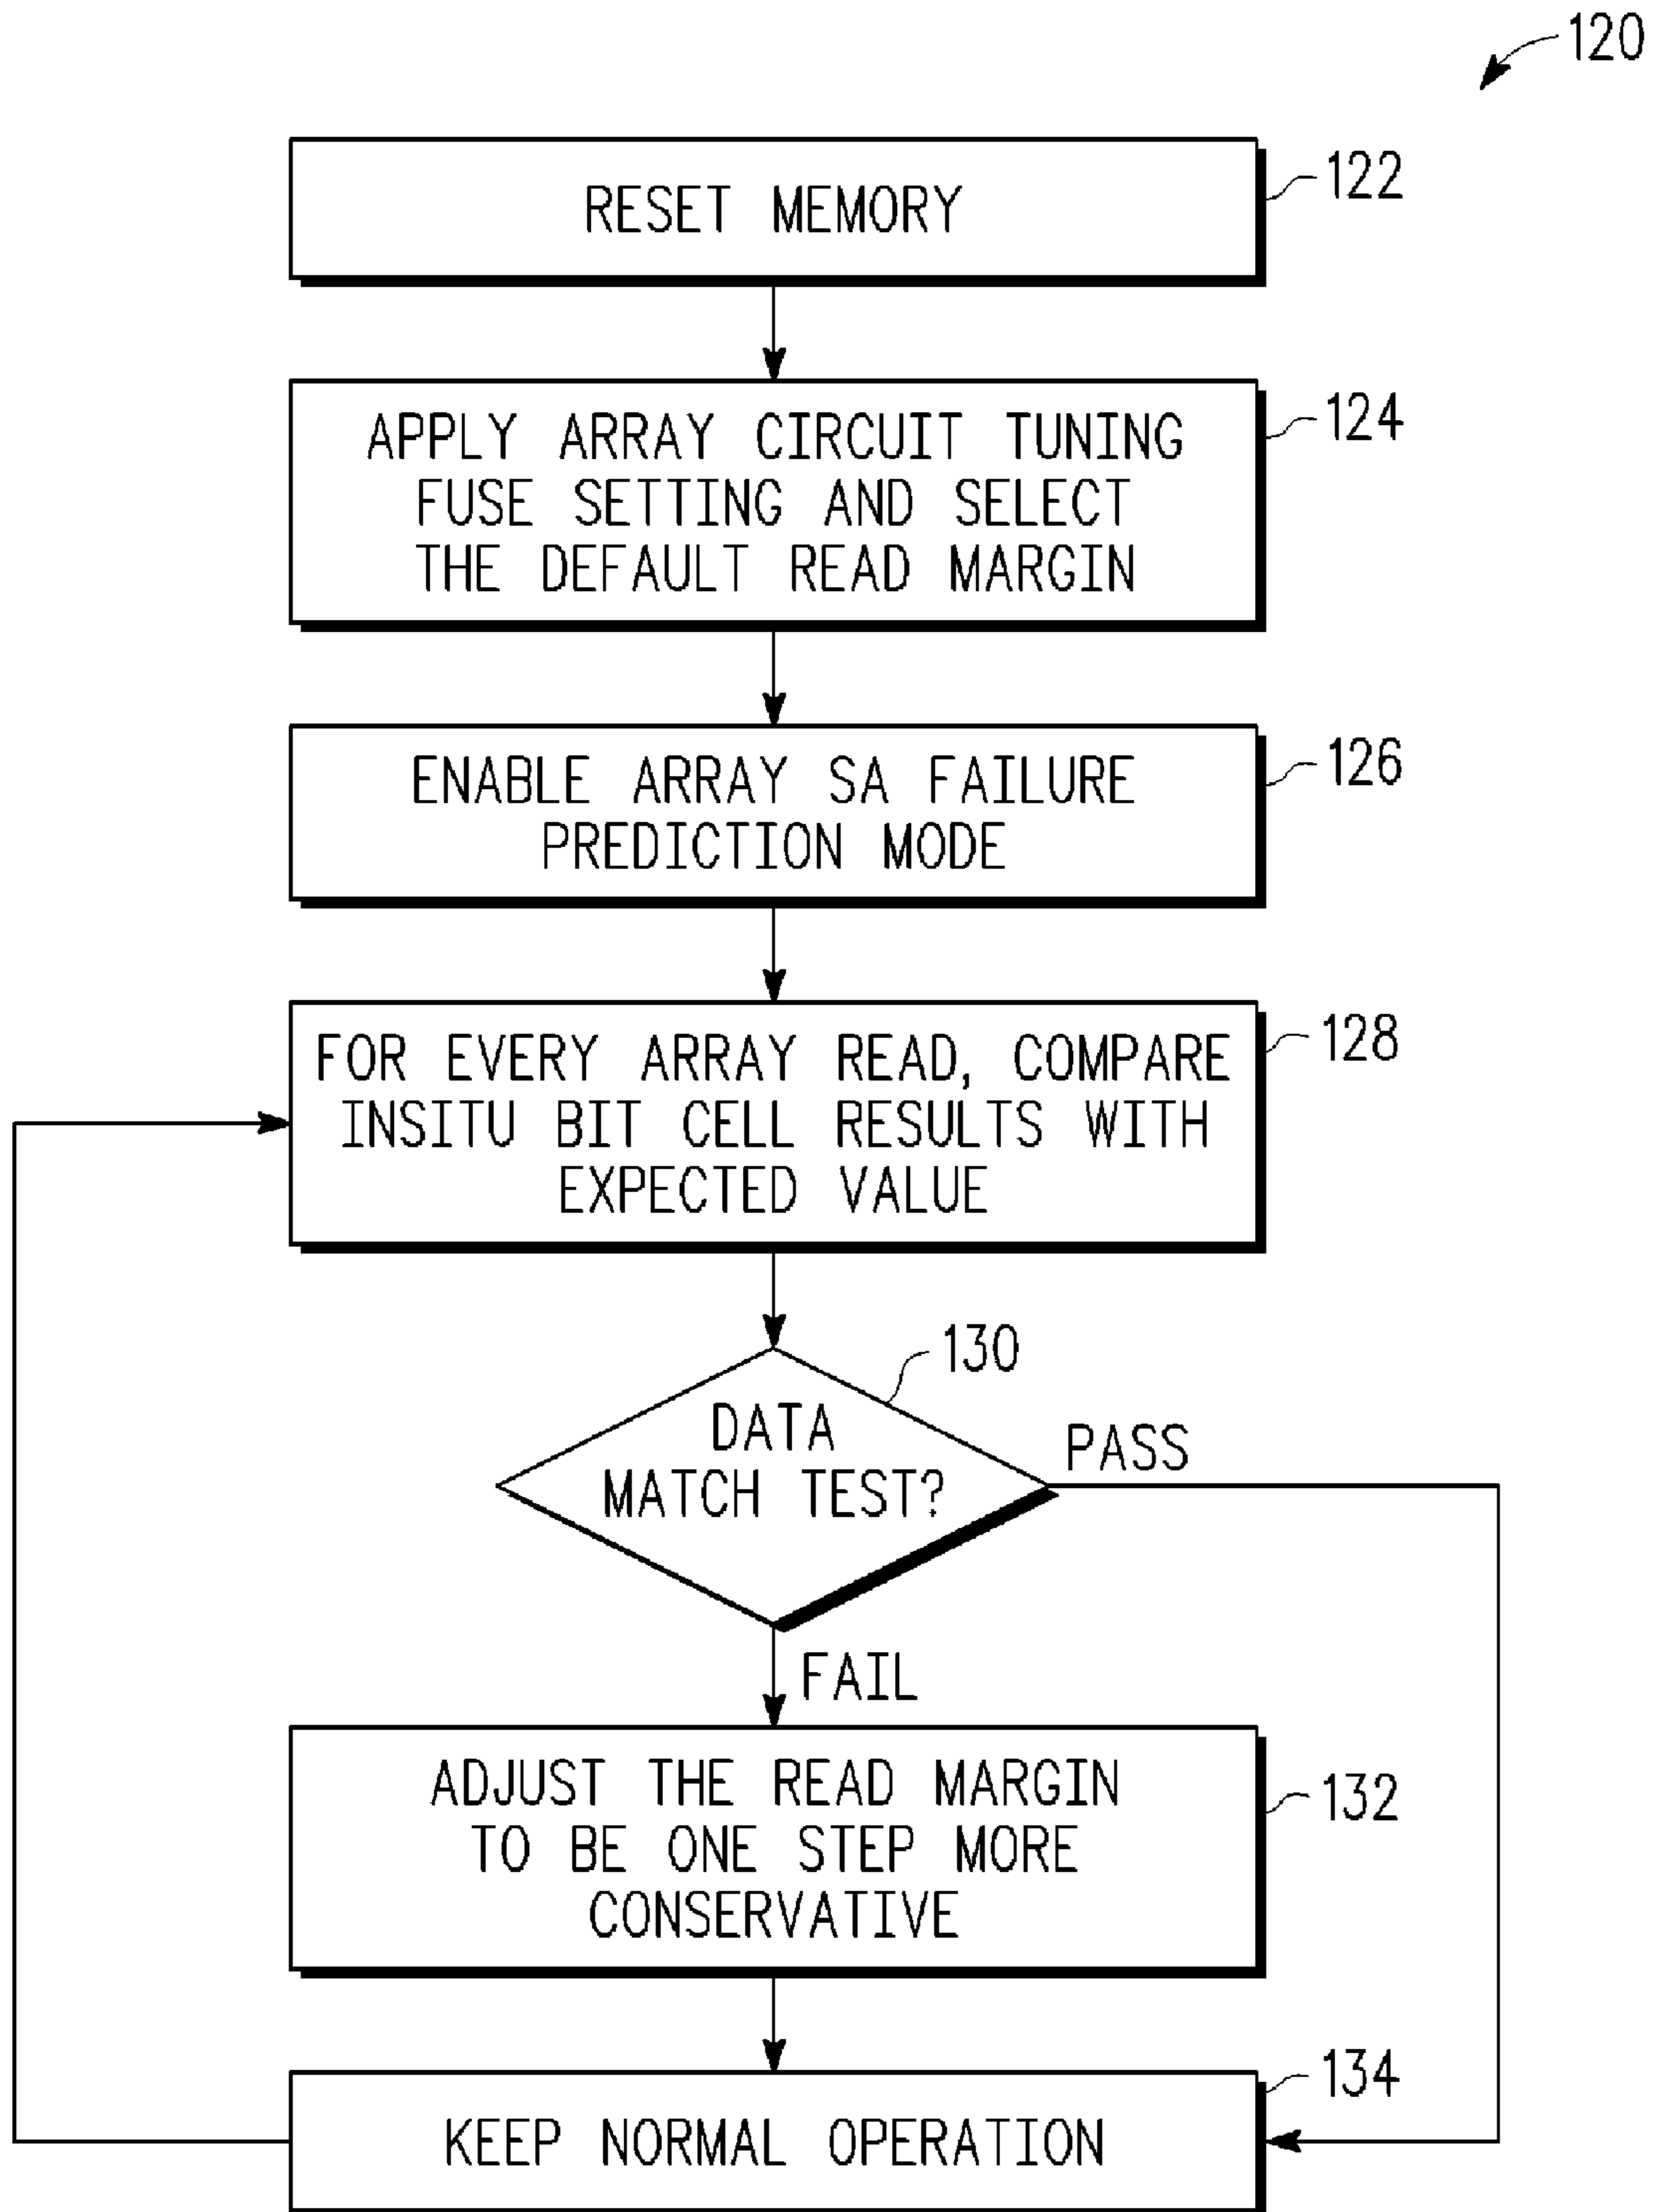 120
RESET MEMORY
122
APPLY ARRAY CIRCUIT TUNING
FUSE SETTING AND SELECT
THE DEFAULT READ MARGIN
124
ENABLE ARRAY SA FAILURE
PREDICTION MODE
126
FOR EVERY ARRAY READ, COMPARE
INSITU BIT CELL RESULTS WITH
EXPECTED VALUE
128
130
DATA
MATCH TEST?
PASS
FAIL
ADJUST THE READ MARGIN
TO BE ONE STEP MORE
CONSERVATIVE
132
KEEP NORMAL OPERATION
134